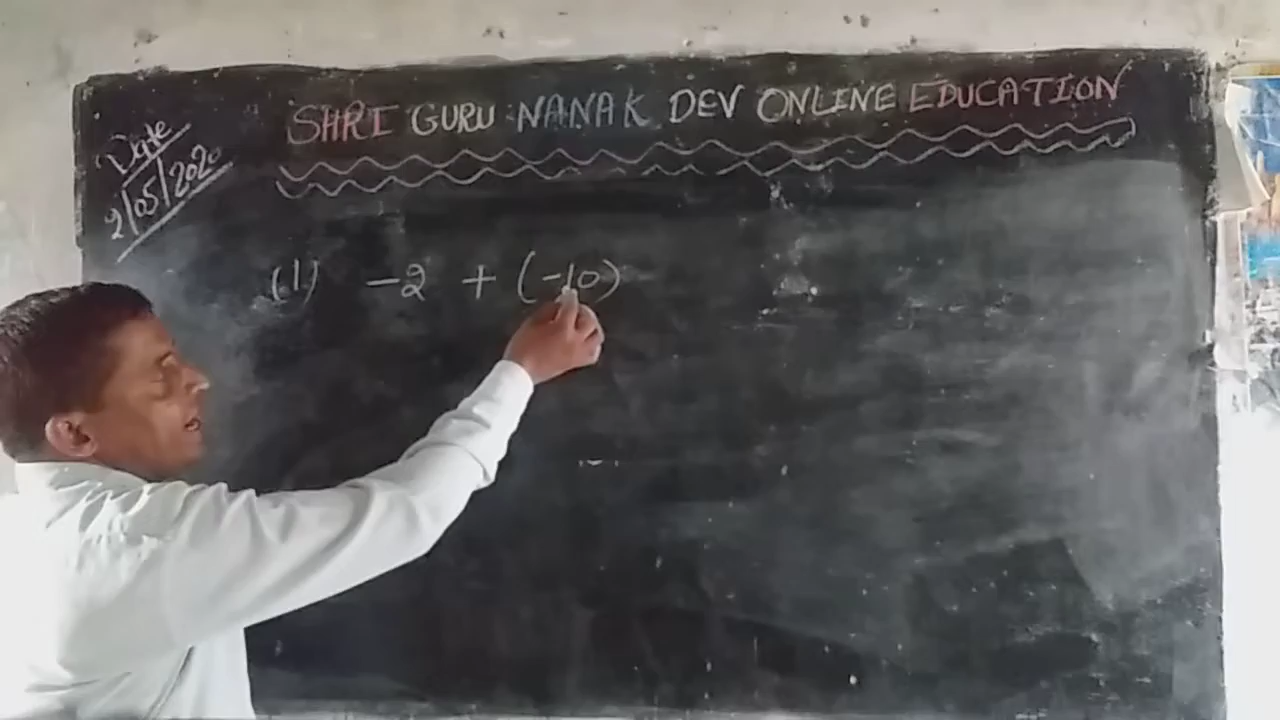 SHRI GURU NANAK DEV ONLINE EDUCATION
Date
2/05/2020
(1) -2 + (-10)